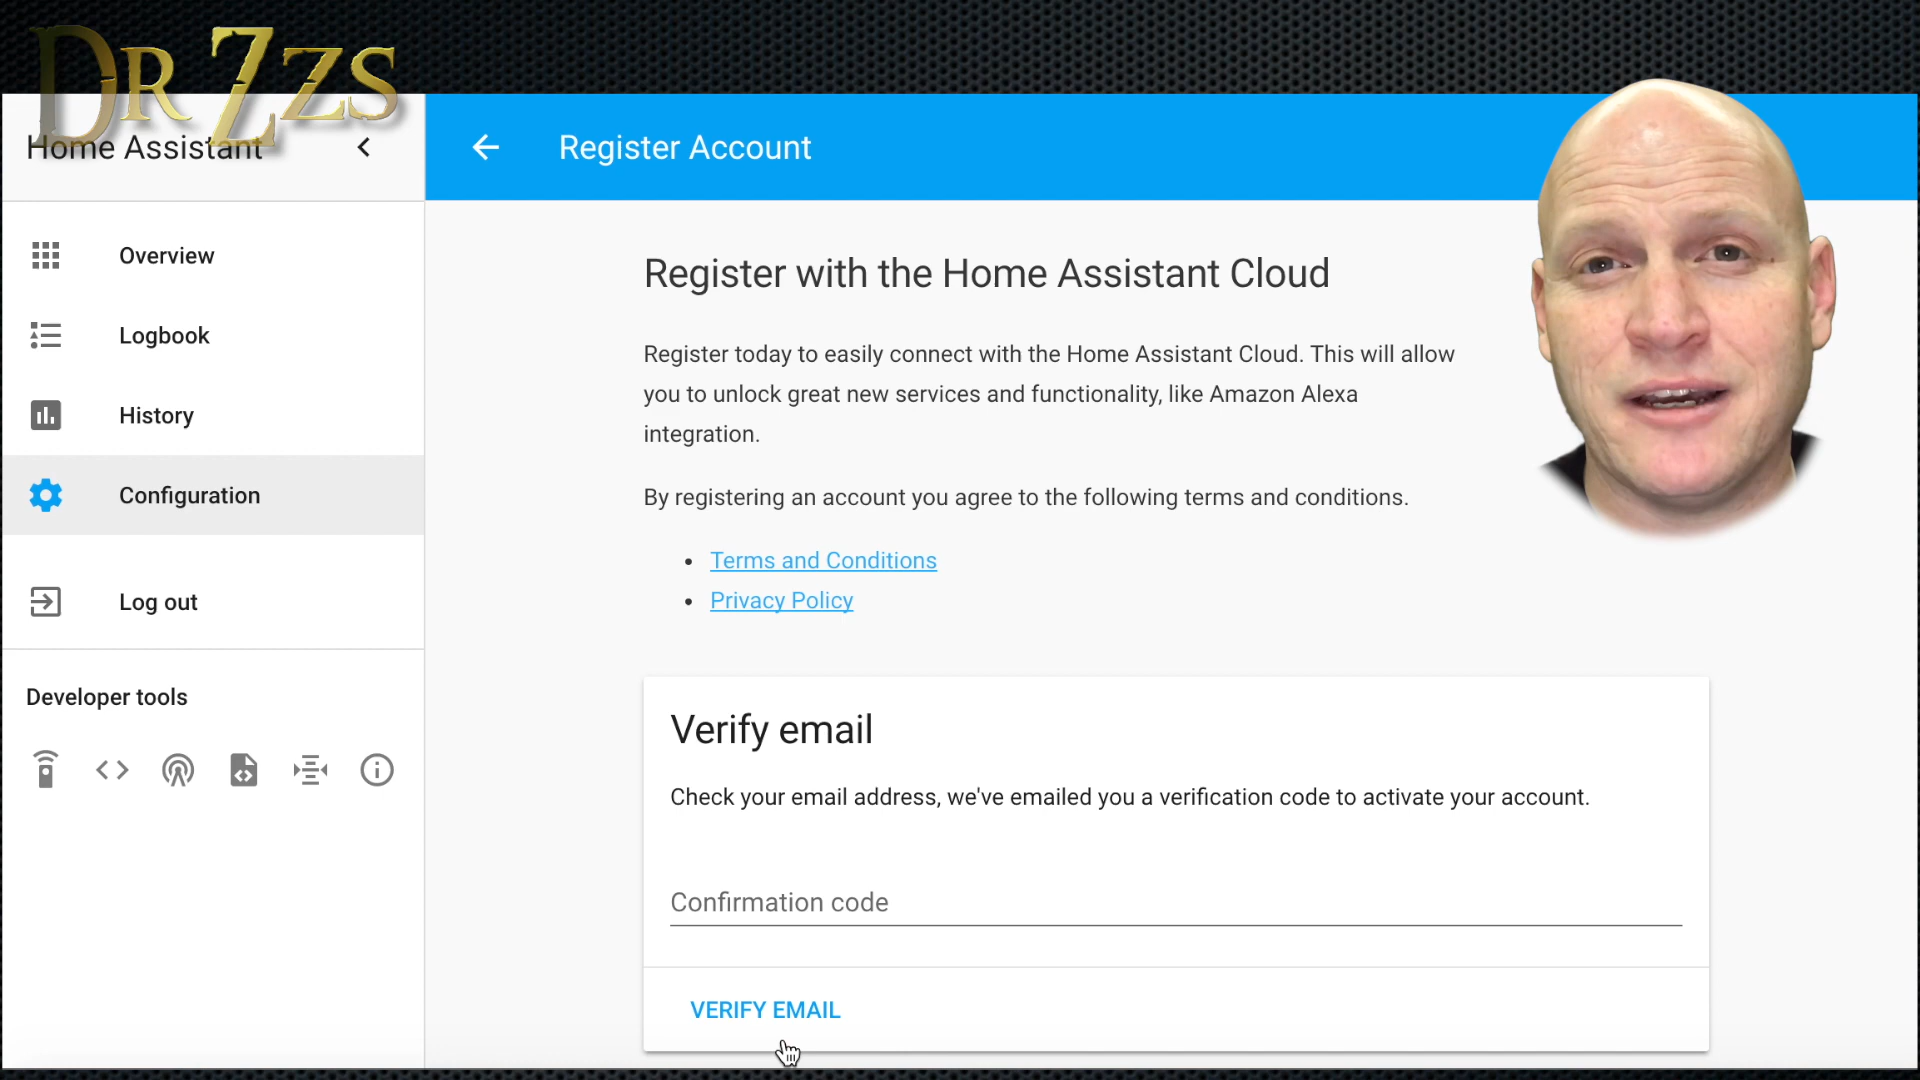 DR ZZS
Home Assistant
Register Account
Overview
Logbook
History
Configuration
Log out
Developer tools
Register with the Home Assistant Cloud
Register today to easily connect with the Home Assistant Cloud. This will allow
you to unlock great new services and functionality, like Amazon Alexa
integration.
By registering an account you agree to the following terms and conditions.
• Terms and Conditions
• Privacy Policy
Verify email
Check your email address, we've emailed you a verification code to activate your account.
Confirmation code
VERIFY EMAIL